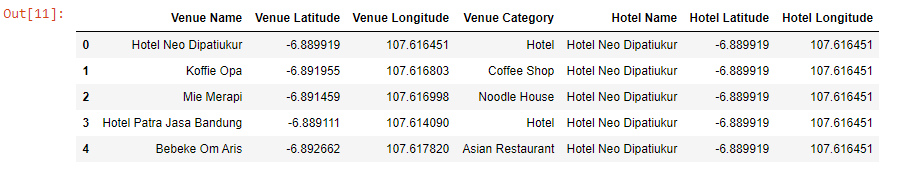 Out[11]:
Venue Name Venue Latitude Venue Longitude Venue Category Hotel Name Hotel Latitude Hotel Longitude
0 Hotel Neo Dipatiukur -6.889919 107.616451 Hotel Hotel Neo Dipatiukur -6.889919 107.616451
1 Koffie Opa -6.891955 107.616803 Coffee Shop Hotel Neo Dipatiukur -6.889919 107.616451
2 Mie Merapi -6.891459 107.616998 Noodle House Hotel Neo Dipatiukur -6.889919 107.616451
3 Hotel Patra Jasa Bandung -6.889111 107.614090 Hotel Hotel Neo Dipatiukur -6.889919 107.616451
4 Bebeke Om Aris -6.892662 107.617820 Asian Restaurant Hotel Neo Dipatiukur -6.889919 107.616451